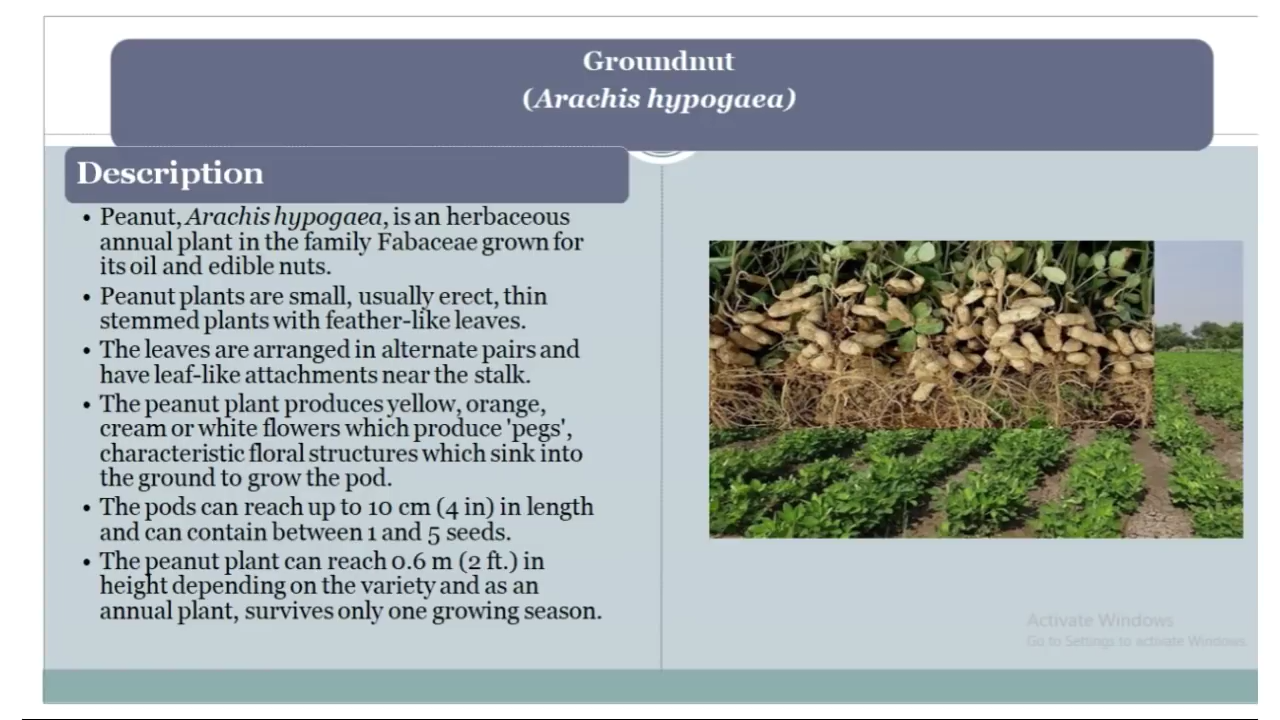 Groundnut
(Arachis hypogaea)
Description
• Peanut, Arachis hypogaea, is an herbaceous
annual plant in the family Fabaceae grown for
its oil and edible nuts.
• Peanut plants are small, usually erect, thin
stemmed plants with feather-like leaves.
• The leaves are arranged in alternate pairs and
have leaf-like attachments near the stalk.
• The peanut plant produces yellow, orange,
cream or white flowers which produce 'pegs',
characteristic floral structures which sink into
the ground to grow the pod.
• The pods can reach up to 10 cm (4 in) in length
and can contain between 1 and 5 seeds.
• The peanut plant can reach 0.6 m (2 ft.) in
height depending on the variety and as an
annual plant, survives only one growing season.
Activate Windows
Go to Settings to activate Windows.